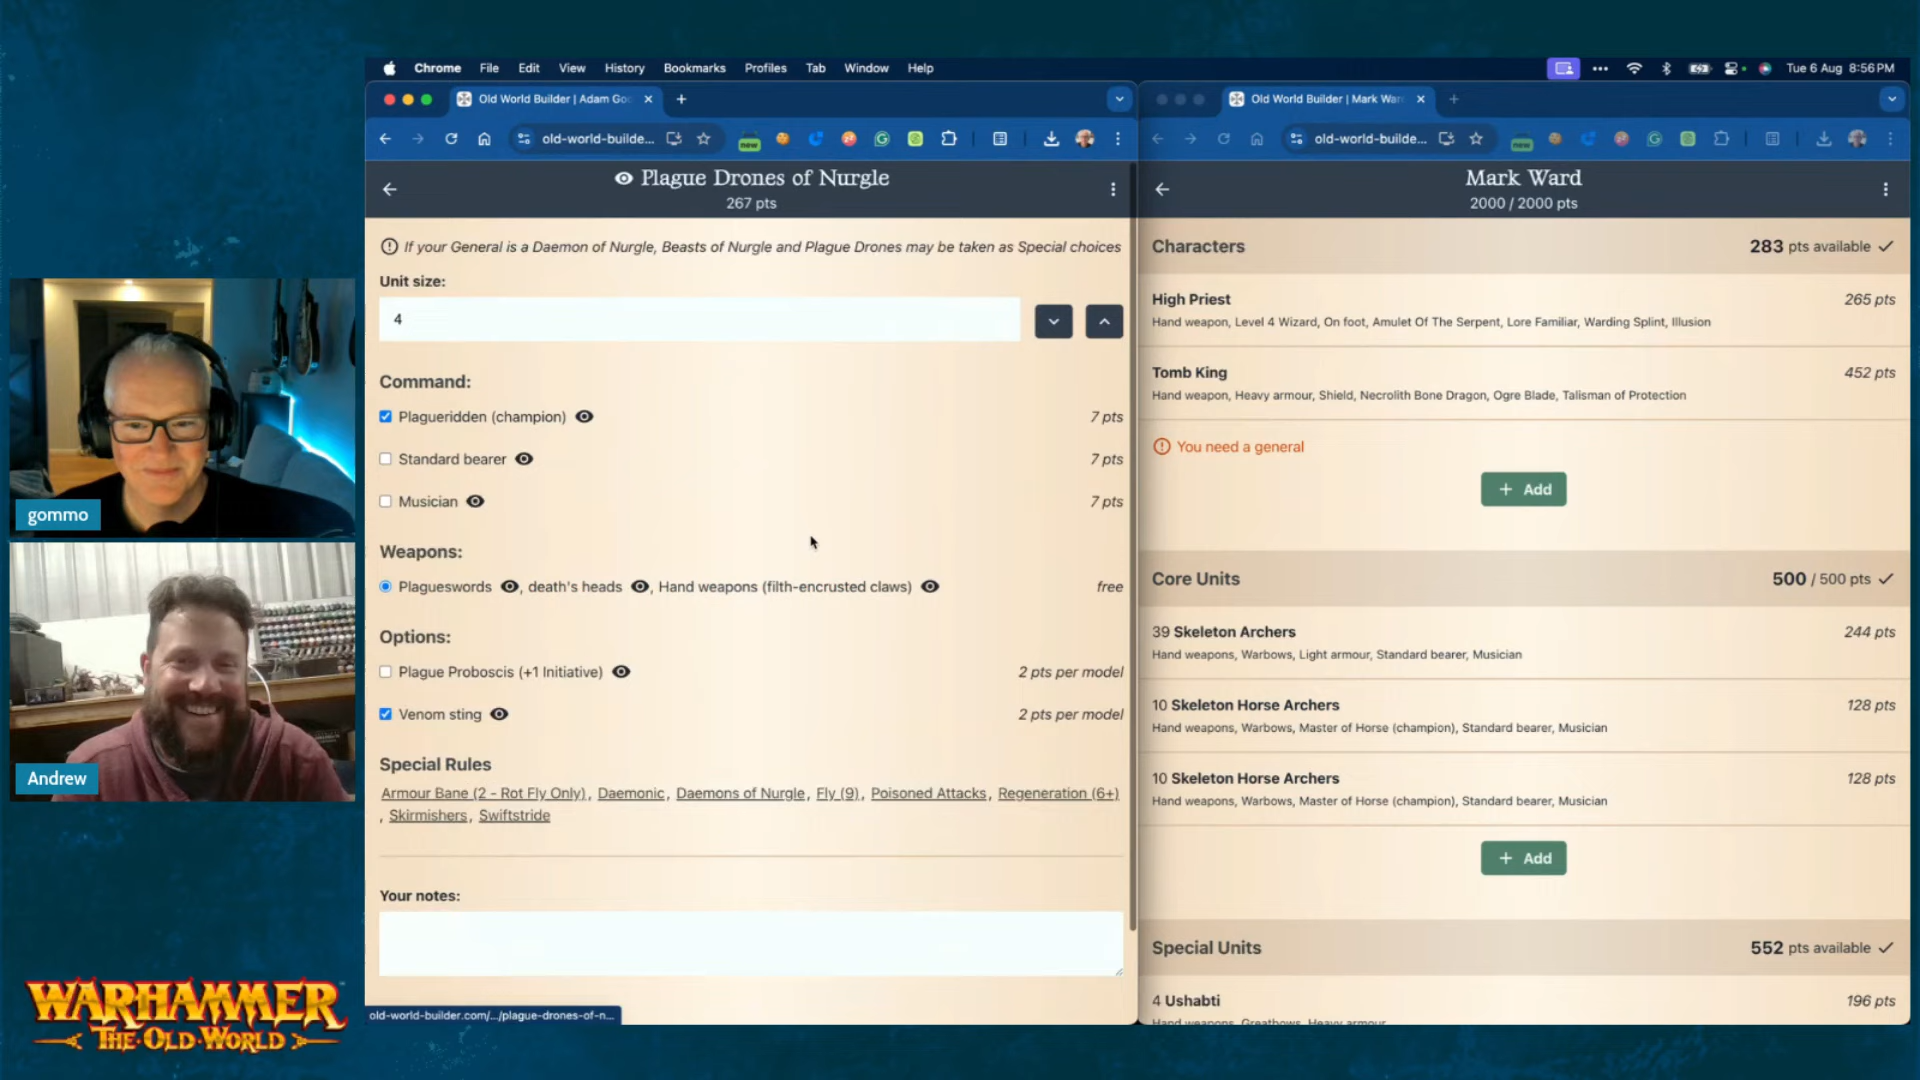 Chrome File Edit View History Bookmarks Profiles Tab Window Help
Tue 6 Aug 8:56 PM
Old World Builder | Adam Go
old-world-builde...
new
Plague Drones of Nurgle
267 pts
If your General is a Daemon of Nurgle, Beasts of Nurgle and Plague Drones may be taken as Special choices
Unit size:
4
Command:
Plagueridden (champion) 7 pts
Standard bearer 7 pts
Musician 7 pts
Weapons:
Plagueswords , death's heads , Hand weapons (filth-encrusted claws) free
Options:
Plague Proboscis (+1 Initiative) 2 pts per model
Venom sting 2 pts per model
Special Rules
Armour Bane (2 - Rot Fly Only), Daemonic, Daemons of Nurgle, Fly (9), Poisoned Attacks, Regeneration (6+)
, Skirmishers, Swiftstride
Your notes:
old-world-builder.com/.../plague-drones-of-n...
Old World Builder | Mark War
old-world-builde...
new
Mark Ward
2000 / 2000 pts
Characters 283 pts available
High Priest 265 pts
Hand weapon, Level 4 Wizard, On foot, Amulet Of The Serpent, Lore Familiar, Warding Splint, Illusion
Tomb King 452 pts
Hand weapon, Heavy armour, Shield, Necrolith Bone Dragon, Ogre Blade, Talisman of Protection
You need a general
+ Add
Core Units 500 / 500 pts
39 Skeleton Archers 244 pts
Hand weapons, Warbows, Light armour, Standard bearer, Musician
10 Skeleton Horse Archers 128 pts
Hand weapons, Warbows, Master of Horse (champion), Standard bearer, Musician
10 Skeleton Horse Archers 128 pts
Hand weapons, Warbows, Master of Horse (champion), Standard bearer, Musician
+ Add
Special Units 552 pts available
4 Ushabti 196 pts
Hand weapons, Greatbows, Heavy armour
gommo
Andrew
WARHAMMER
THE OLD WORLD